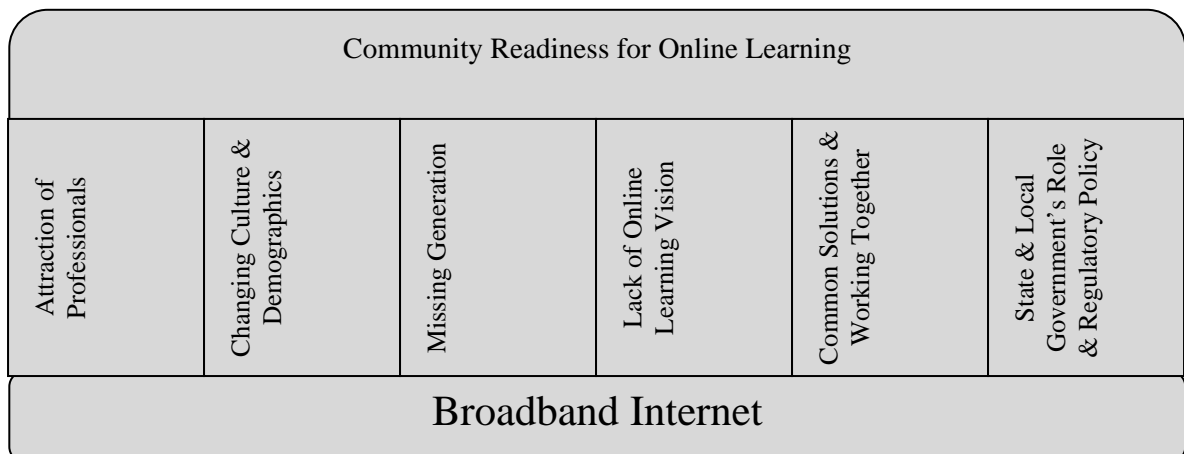 Community Readiness for Online Learning
Attraction of
Professionals
Changing Culture &
Demographics
Missing Generation
Lack of Online
Learning Vision
Common Solutions &
Working Together
State & Local
Government’s Role
& Regulatory Policy
Broadband Internet